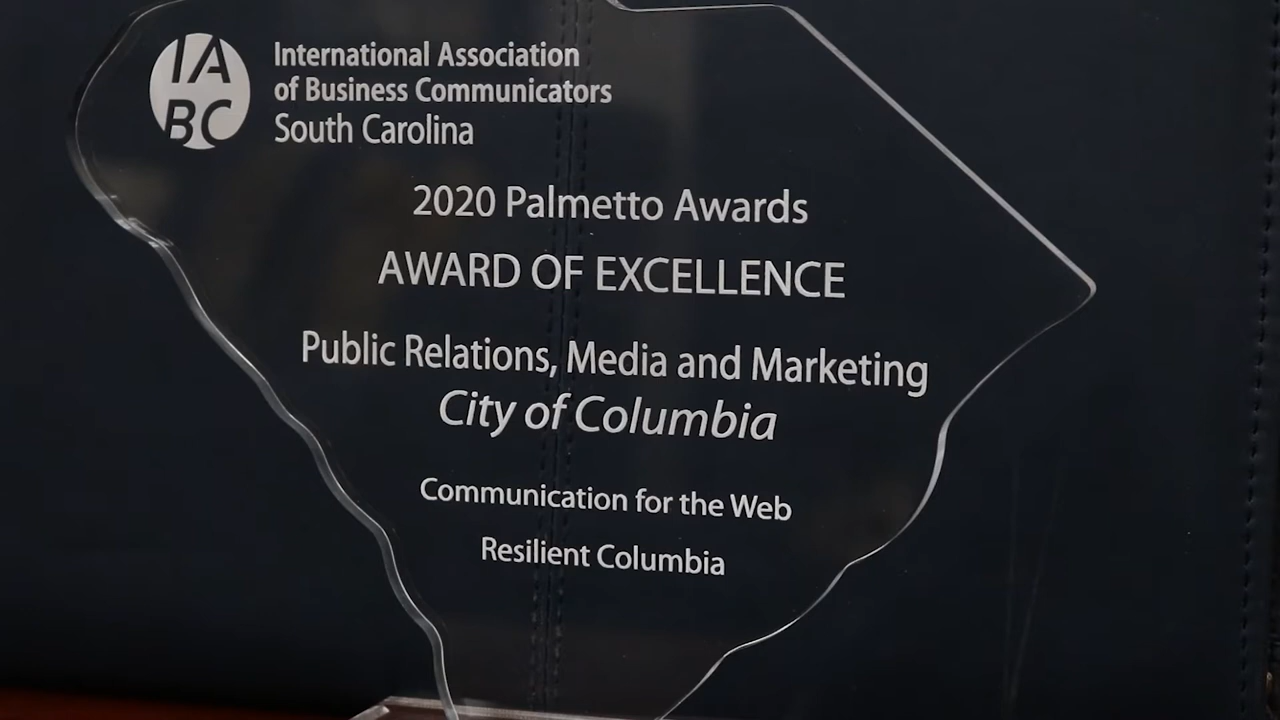 IA
BC
International Association
of Business Communicators
South Carolina
2020 Palmetto Awards
AWARD OF EXCELLENCE
Public Relations, Media and Marketing
City of Columbia
Communication for the Web
Resilient Columbia